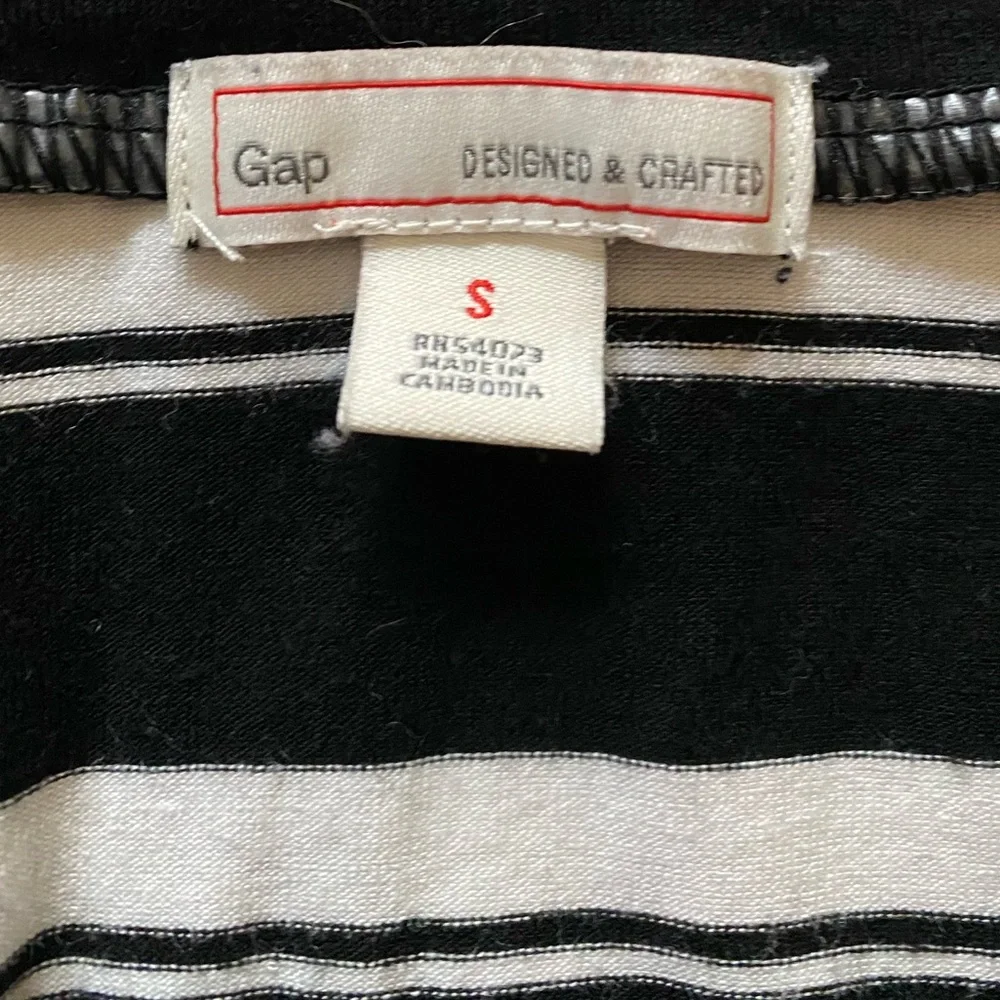 Gap DESIGNED & CRAFTED
S
RH54073
MADE IN
CAMBODIA